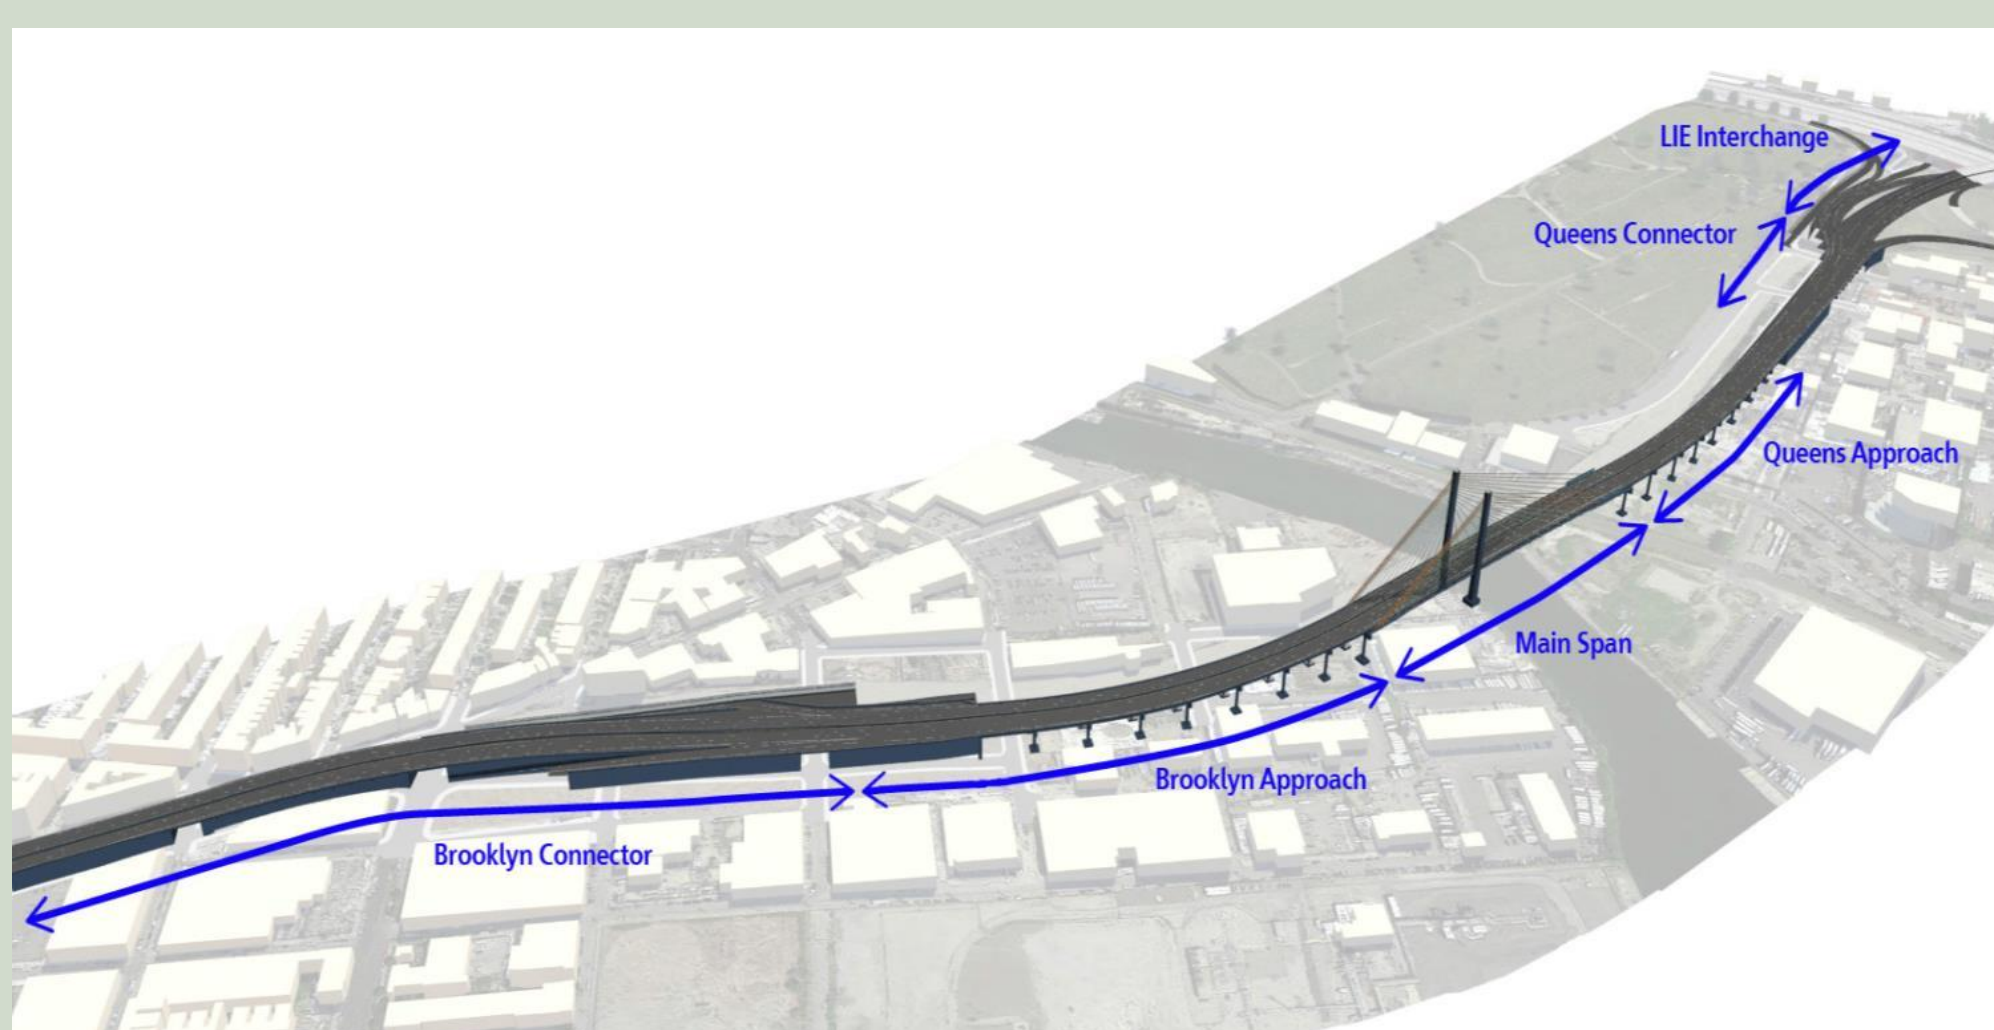 LIE Interchange
Queens Connector
Queens Approach
Main Span
Brooklyn Approach
Brooklyn Connector